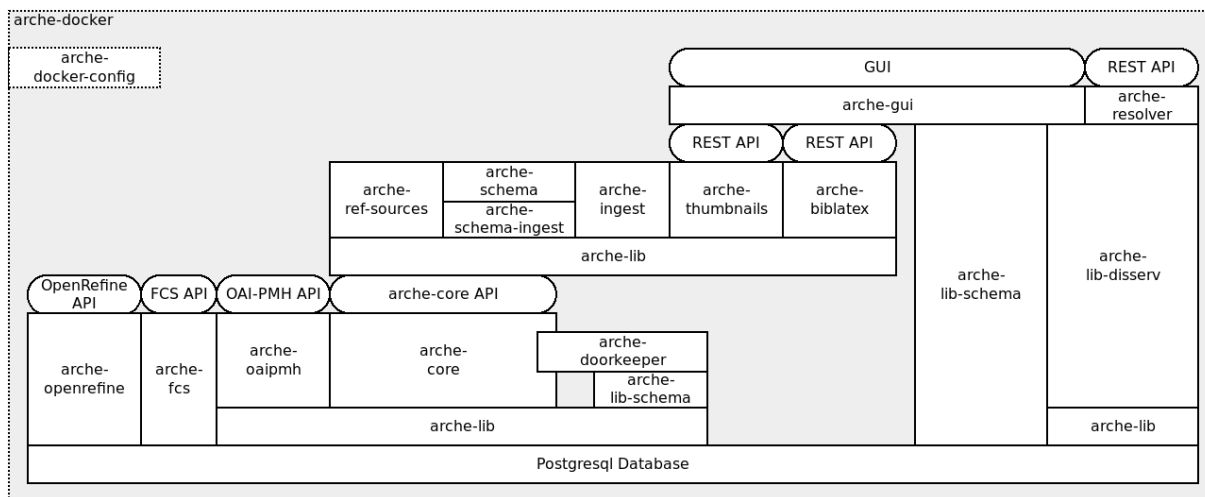 arche-docker
arche-
docker-config
GUI
REST API
arche-gui
arche-
resolver
REST API
REST API
arche-
ref-sources
arche-
schema
arche-
schema-ingest
arche-
ingest
arche-
thumbnails
arche-
biblatex
arche-lib
arche-
lib-schema
arche-
lib-disserv
OpenRefine
API
FCS API
OAI-PMH API
arche-core API
arche-
openrefine
arche-
fcs
arche-
oaipmh
arche-
core
arche-
doorkeeper
arche-
lib-schema
arche-lib
arche-lib
Postgresql Database